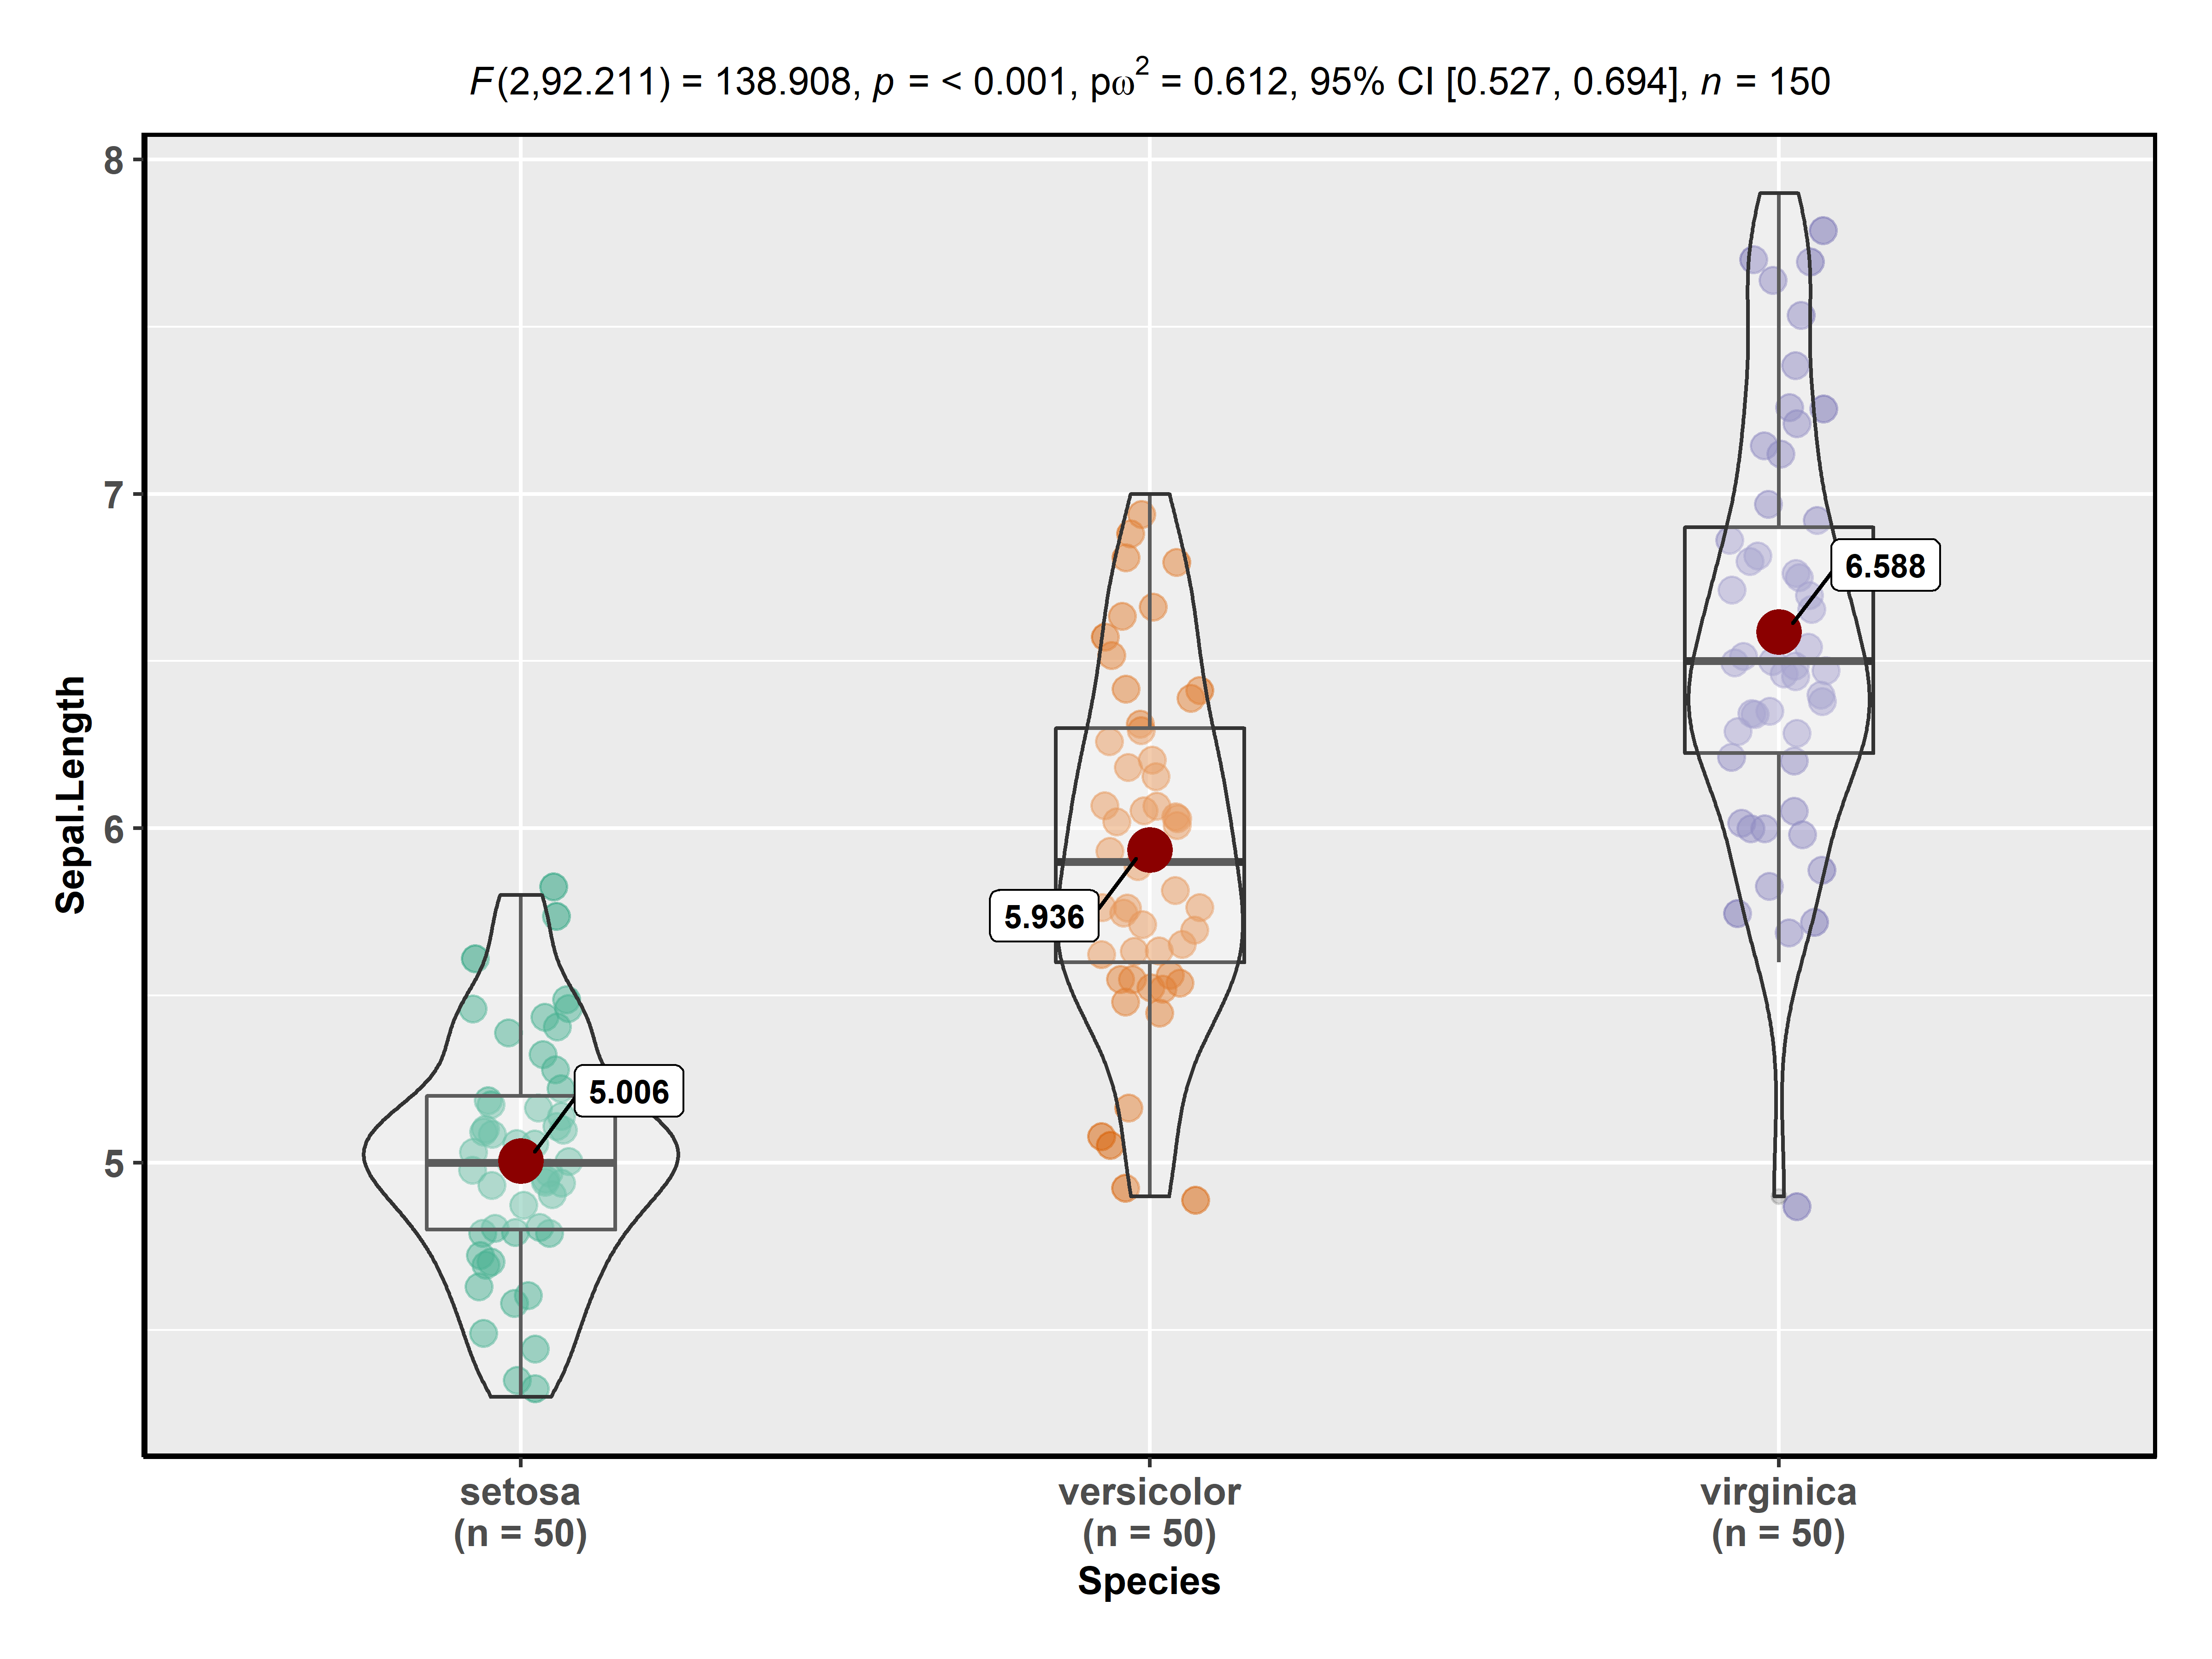 F(2,92.211) = 138.908, p = < 0.001, pω² = 0.612, 95% CI [0.527, 0.694], n = 150
8
7
6
5
Sepal.Length
6.588
5.936
5.006
setosa
(n = 50)
versicolor
(n = 50)
virginica
(n = 50)
Species